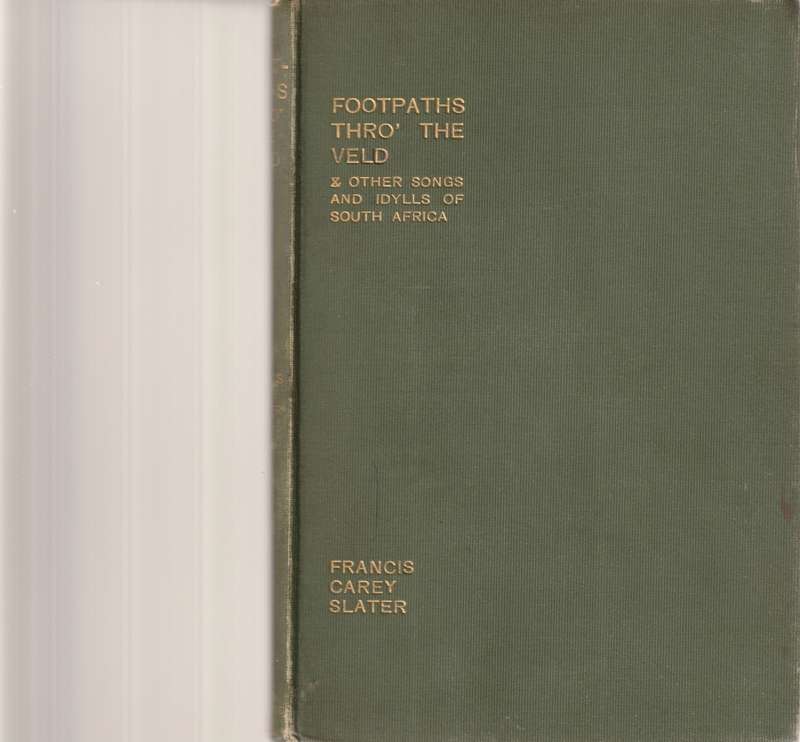 FOOTPATHS
THRO' THE
VELD
& OTHER SONGS
AND IDYLLS OF
SOUTH AFRICA
FRANCIS
CAREY
SLATER